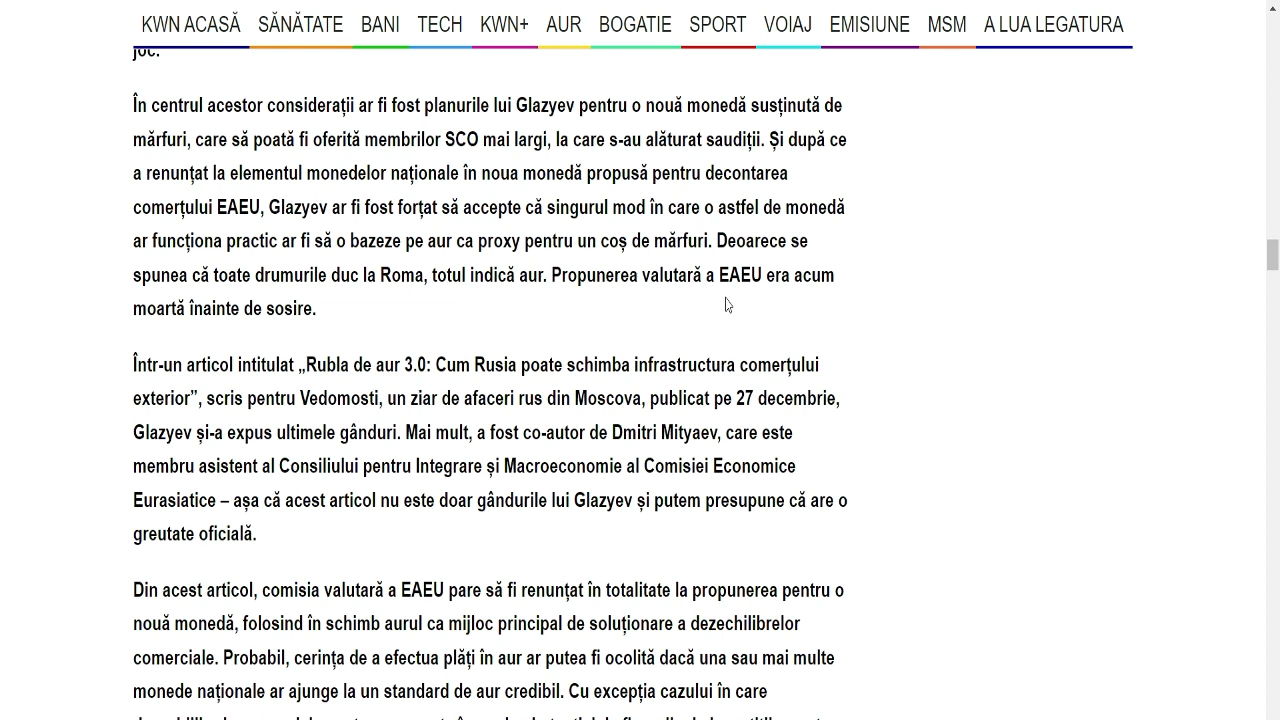 KWN ACASĂ SĂNĂTATE BANI TECH KWN+ AUR BOGATIE SPORT VOIAJ EMISIUNE MSM A LUA LEGATURA
joc.
În centrul acestor considerații ar fi fost planurile lui Glazyev pentru o nouă monedă susținută de
mărfuri, care să poată fi oferită membrilor SCO mai largi, la care s-au alăturat saudiții. Și după ce
a renunțat la elementul monedelor naționale în noua monedă propusă pentru decontarea
comerțului EAEU, Glazyev ar fi fost forțat să accepte că singurul mod în care o astfel de monedă
ar funcționa practic ar fi să o bazeze pe aur ca proxy pentru un coș de mărfuri. Deoarece se
spunea că toate drumurile duc la Roma, totul indică aur. Propunerea valutară a EAEU era acum
moartă înainte de sosire.
Într-un articol intitulat „Rubla de aur 3.0: Cum Rusia poate schimba infrastructura comerțului
exterior”, scris pentru Vedomosti, un ziar de afaceri rus din Moscova, publicat pe 27 decembrie,
Glazyev și-a expus ultimele gânduri. Mai mult, a fost co-autor de Dmitri Mityaev, care este
membru asistent al Consiliului pentru Integrare și Macroeconomie al Comisiei Economice
Eurasiatice – așa că acest articol nu este doar gândurile lui Glazyev și putem presupune că are o
greutate oficială.
Din acest articol, comisia valutară a EAEU pare să fi renunțat în totalitate la propunerea pentru o
nouă monedă, folosind în schimb aurul ca mijloc principal de soluționare a dezechilibrelor
comerciale. Probabil, cerința de a efectua plăți în aur ar putea fi ocolită dacă una sau mai multe
monede naționale ar ajunge la un standard de aur credibil. Cu excepția cazului în care